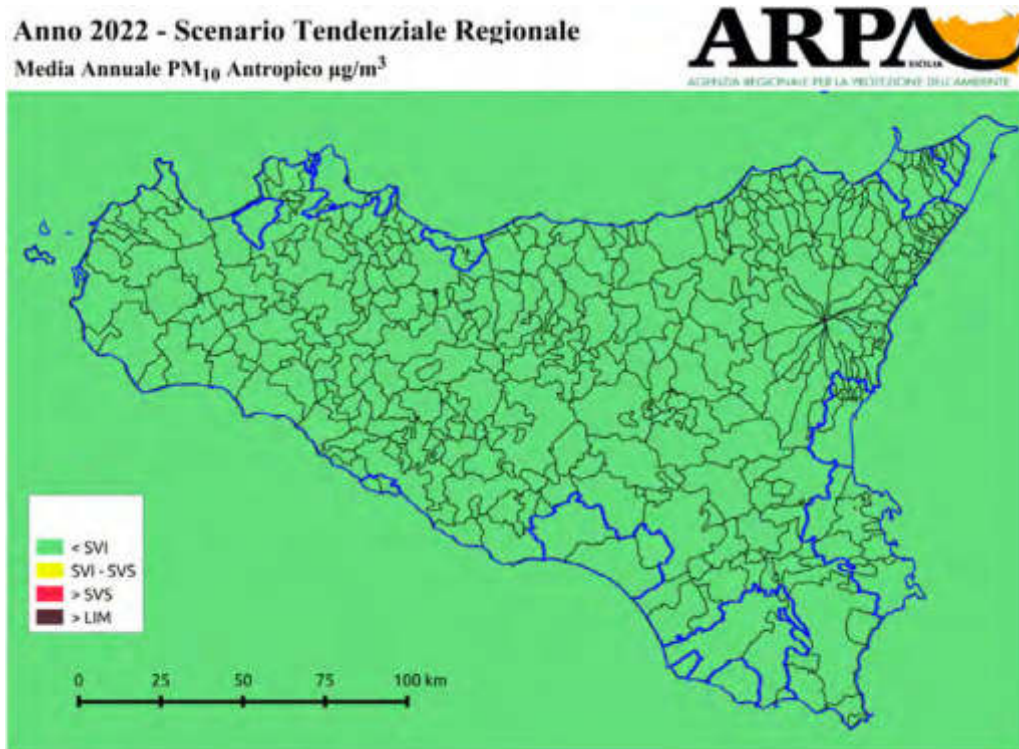 Anno 2022 - Scenario Tendenziale Regionale
Media Annuale PM10 Antropico µg/m³
ARPA
SICILIA
AGENZIA REGIONALE PER LA PROTEZIONE DELL'AMBIENTE
< SVI
SVI - SVS
> SVS
> LIM
0 25 50 75 100 km